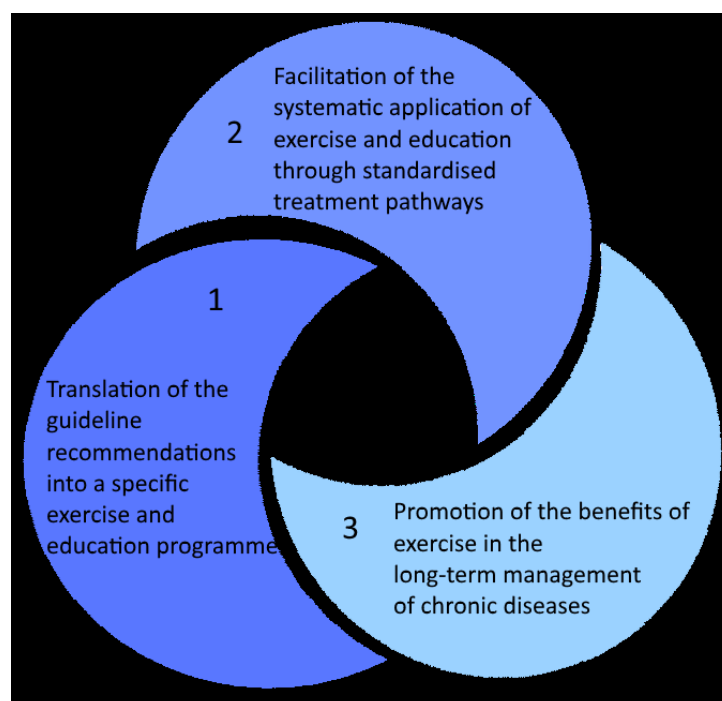 1
Translation of the
guideline
recommendations
into a specific
exercise and
education programme
2
Facilitation of the
systematic application of
exercise and education
through standardised
treatment pathways
3
Promotion of the benefits of
exercise in the
long-term management
of chronic diseases